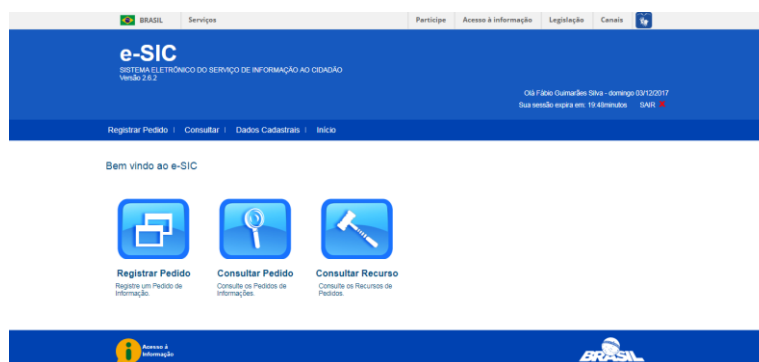 BRASIL Serviços Participe Acesso à informação Legislação Canais
e-SIC
SISTEMA ELETRÔNICO DO SERVIÇO DE INFORMAÇÃO AO CIDADÃO
Versão 2.6.2
Olá Fábio Guimarães Silva - domingo 03/12/2017
Sua sessão expira em: 19:48minutos SAIR
Registrar Pedido | Consultar | Dados Cadastrais | Início
Bem vindo ao e-SIC
Registrar Pedido
Registre um Pedido de
Informação.
Consultar Pedido
Consulte os Pedidos de
Informações.
Consultar Recurso
Consulte os Recursos de
Pedidos.
Acesso à
Informação
BRASIL